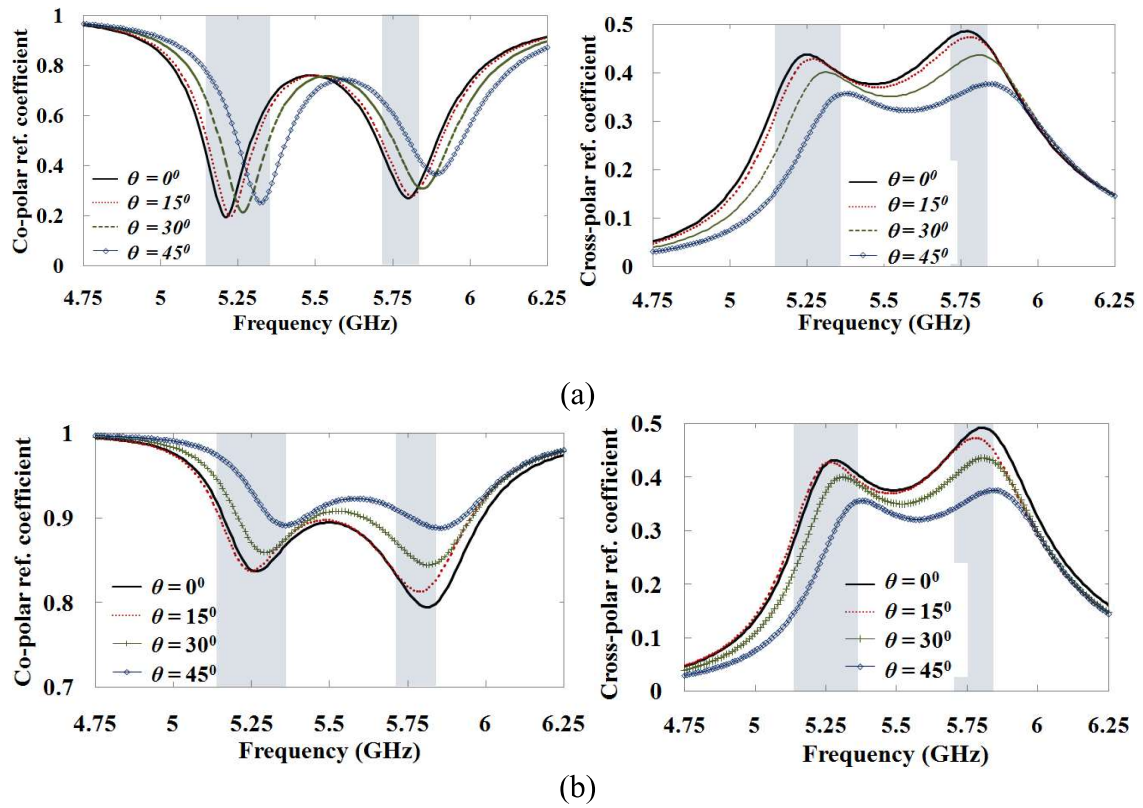 Co-polar ref. coefficient
1
0.8
0.6
0.4
0.2
0
θ = 0⁰
θ = 15⁰
θ = 30⁰
θ = 45⁰
4.75 5 5.25 5.5 5.75 6 6.25
Frequency (GHz)
Cross-polar ref. coefficient
0.5
0.4
0.3
0.2
0.1
0
θ = 0⁰
θ = 15⁰
θ = 30⁰
θ = 45⁰
4.75 5 5.25 5.5 5.75 6 6.25
Frequency (GHz)
(a)
Co-polar ref. coefficient
1
0.9
0.8
0.7
θ = 0⁰
θ = 15⁰
θ = 30⁰
θ = 45⁰
4.75 5 5.25 5.5 5.75 6 6.25
Frequency (GHz)
Cross-polar ref. coefficient
0.5
0.4
0.3
0.2
0.1
0
θ = 0⁰
θ = 15⁰
θ = 30⁰
θ = 45⁰
4.75 5 5.25 5.5 5.75 6 6.25
Frequency (GHz)
(b)